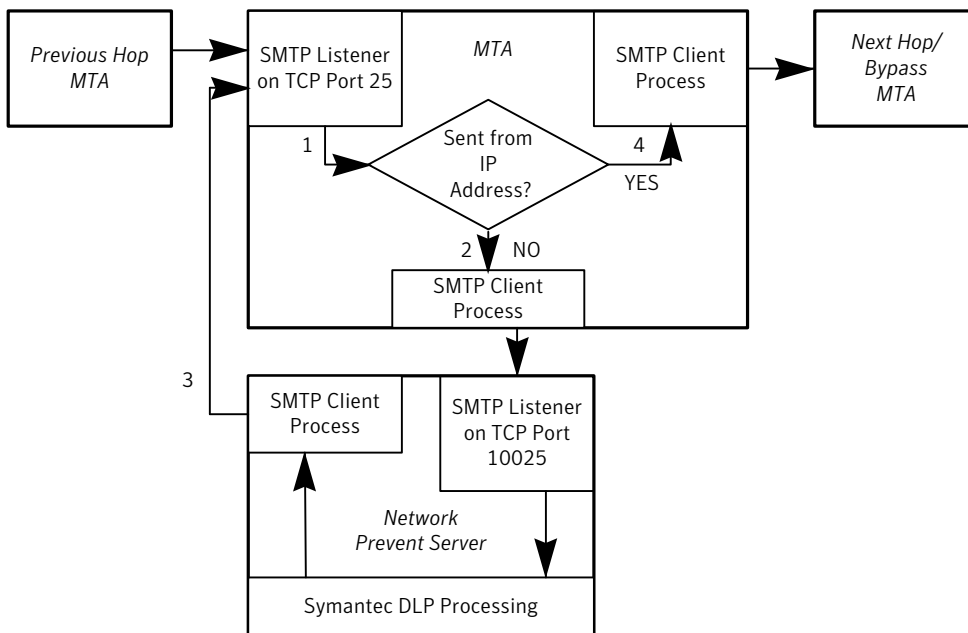 Previous Hop
MTA
SMTP Listener
on TCP Port 25
MTA
SMTP Client
Process
Next Hop/
Bypass
MTA
1
Sent from
IP
Address?
4
YES
2
NO
SMTP Client
Process
3
SMTP Client
Process
SMTP Listener
on TCP Port
10025
Network
Prevent Server
Symantec DLP Processing